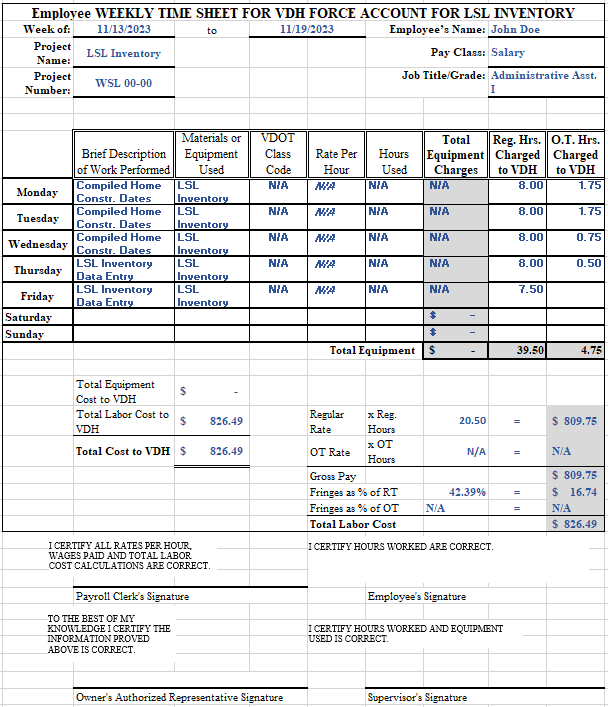 Employee WEEKLY TIME SHEET FOR VDH FORCE ACCOUNT FOR LSL INVENTORY
Week of: 11/13/2023 to 11/19/2023 Employee's Name: John Doe
Project Name: LSL Inventory Pay Class: Salary
Project Number: WSL 00-00 Job Title/Grade: Administrative Asst. I
Brief Description of Work Performed Materials or Equipment Used VDOT Class Code Rate Per Hour Hours Used Total Equipment Charges Reg. Hrs. Charged to VDH O.T. Hrs. Charged to VDH
Monday Compiled Home Constr. Dates LSL Inventory N/A N/A N/A N/A 8.00 1.75
Tuesday Compiled Home Constr. Dates LSL Inventory N/A N/A N/A N/A 8.00 1.75
Wednesday Compiled Home Constr. Dates LSL Inventory N/A N/A N/A N/A 8.00 0.75
Thursday LSL Inventory Data Entry LSL Inventory N/A N/A N/A N/A 8.00 0.50
Friday LSL Inventory Data Entry LSL Inventory N/A N/A N/A N/A 7.50
Saturday $ -
Sunday $ -
Total Equipment $ - 39.50 4.75
Total Equipment Cost to VDH $ -
Total Labor Cost to VDH $ 826.49
Total Cost to VDH $ 826.49
Regular Rate x Reg. Hours 20.50 = $ 809.75
OT Rate x OT Hours N/A = N/A
Gross Pay $ 809.75
Fringes as % of RT 42.39% = $ 16.74
Fringes as % of OT N/A = N/A
Total Labor Cost $ 826.49
I CERTIFY ALL RATES PER HOUR,
WAGES PAID AND TOTAL LABOR
COST CALCULATIONS ARE CORRECT.
I CERTIFY HOURS WORKED ARE CORRECT.
Payroll Clerk's Signature Employee's Signature
TO THE BEST OF MY
KNOWLEDGE I CERTIFY THE
INFORMATION PROVED
ABOVE IS CORRECT.
I CERTIFY HOURS WORKED AND EQUIPMENT
USED IS CORRECT.
Owner's Authorized Representative Signature Supervisor's Signature